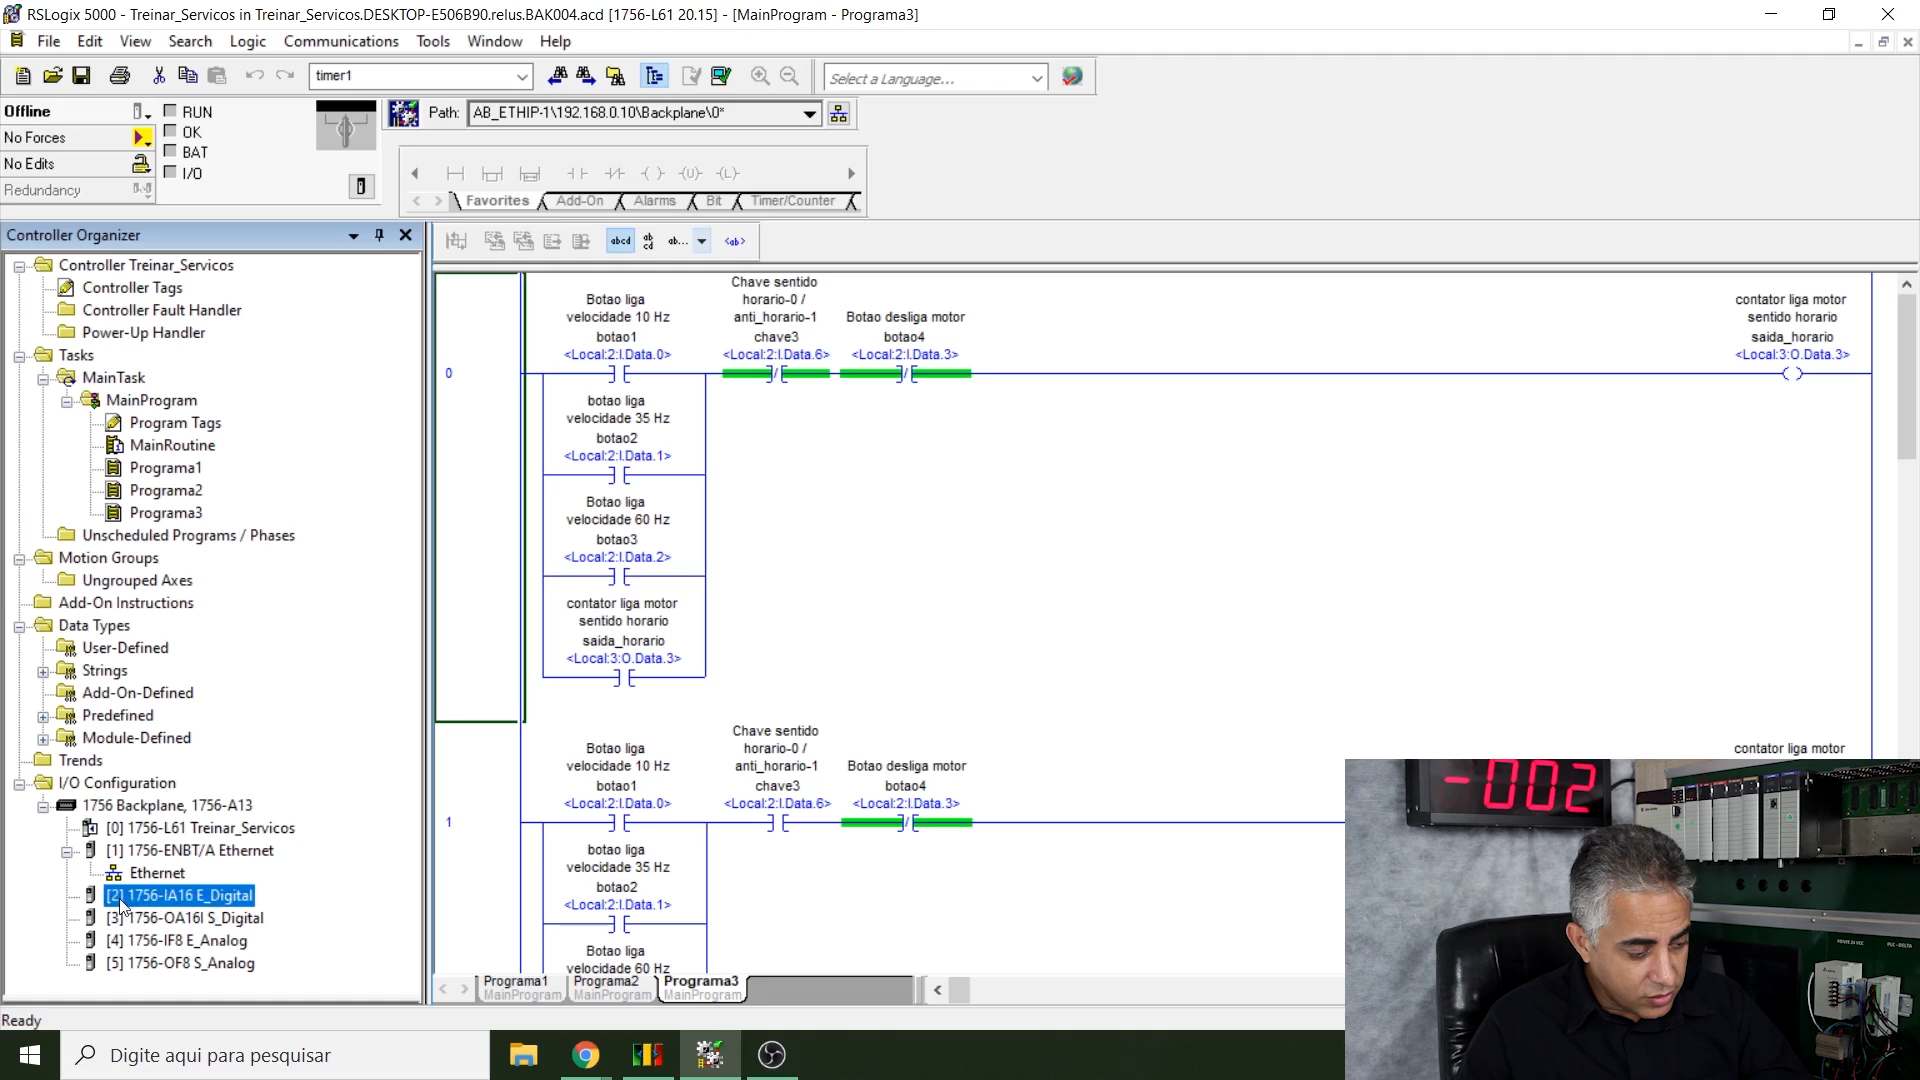 RSLogix 5000 - Treinar_Servicos in Treinar_Servicos.DESKTOP-E506B90.relus.BAK004.acd [1756-L61 20.15] - [MainProgram - Programa3]
File Edit View Search Logic Communications Tools Window Help
timer1
Select a Language...
Offline
No Forces
No Edits
Redundancy
RUN
OK
BAT
I/O
Path: AB_ETHIP-1\192.168.0.10\Backplane\0*
Favorites Add-On Alarms Bit Timer/Counter
Controller Organizer
abcd
ab
cd
ab...
<ab>
Controller Treinar_Servicos
Controller Tags
Controller Fault Handler
Power-Up Handler
Tasks
MainTask
MainProgram
Program Tags
MainRoutine
Programa1
Programa2
Programa3
Unscheduled Programs / Phases
Motion Groups
Ungrouped Axes
Add-On Instructions
Data Types
User-Defined
Strings
Add-On-Defined
Predefined
Module-Defined
Trends
I/O Configuration
1756 Backplane, 1756-A13
[0] 1756-L61 Treinar_Servicos
[1] 1756-ENBT/A Ethernet
Ethernet
[2] 1756-IA16 E_Digital
[3] 1756-OA16I S_Digital
[4] 1756-IF8 E_Analog
[5] 1756-OF8 S_Analog
0
Botao liga
velocidade 10 Hz
botao1
<Local:2:I.Data.0>
Chave sentido
horario-0 /
anti_horario-1
chave3
<Local:2:I.Data.6>
Botao desliga motor
botao4
<Local:2:I.Data.3>
contator liga motor
sentido horario
saida_horario
<Local:3:O.Data.3>
botao liga
velocidade 35 Hz
botao2
<Local:2:I.Data.1>
Botao liga
velocidade 60 Hz
botao3
<Local:2:I.Data.2>
contator liga motor
sentido horario
saida_horario
<Local:3:O.Data.3>
1
Botao liga
velocidade 10 Hz
botao1
<Local:2:I.Data.0>
Chave sentido
horario-0 /
anti_horario-1
chave3
<Local:2:I.Data.6>
Botao desliga motor
botao4
<Local:2:I.Data.3>
contator liga motor
botao liga
velocidade 35 Hz
botao2
<Local:2:I.Data.1>
Botao liga
velocidade 60 Hz
Programa1 Programa2 Programa3
MainProgram MainProgram MainProgram
-002
Ready
Digite aqui para pesquisar